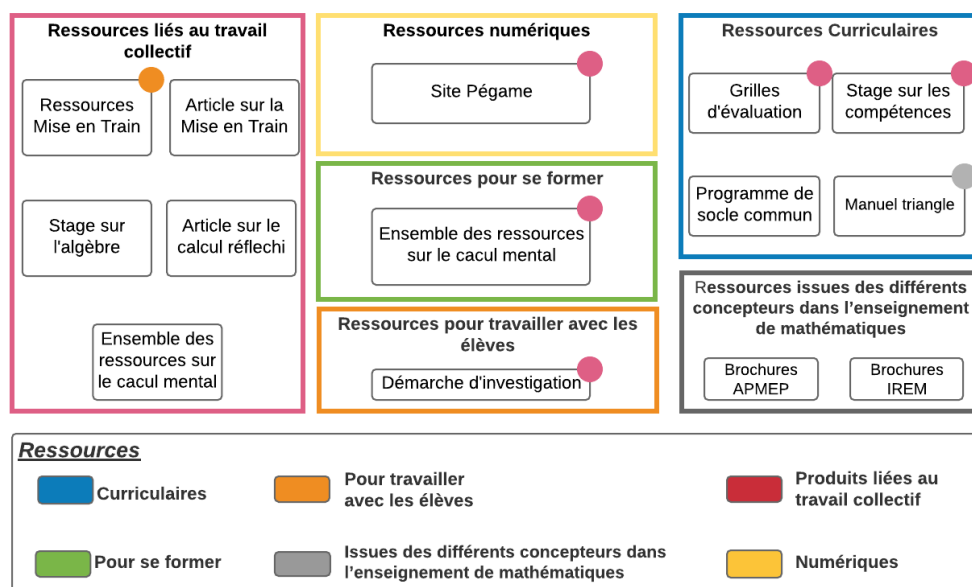 Ressources liés au travail
collectif
Ressources
Mise en Train
Article sur la
Mise en Train
Stage sur
l'algèbre
Article sur le
calcul réflechi
Ensemble des
ressources sur
le cacul mental
Ressources numériques
Site Pégame
Ressources pour se former
Ensemble des ressources
sur le cacul mental
Ressources pour travailler avec les
élèves
Démarche d'investigation
Ressources Curriculaires
Grilles
d'évaluation
Stage sur les
compétences
Programme de
socle commun
Manuel triangle
Ressources issues des différents
concepteurs dans l'enseignement
de mathématiques
Brochures
APMEP
Brochures
IREM
Ressources
Curriculaires
Pour travailler
avec les élèves
Produits liées au
travail collectif
Pour se former
Issues des différents concepteurs dans
l'enseignement de mathématiques
Numériques